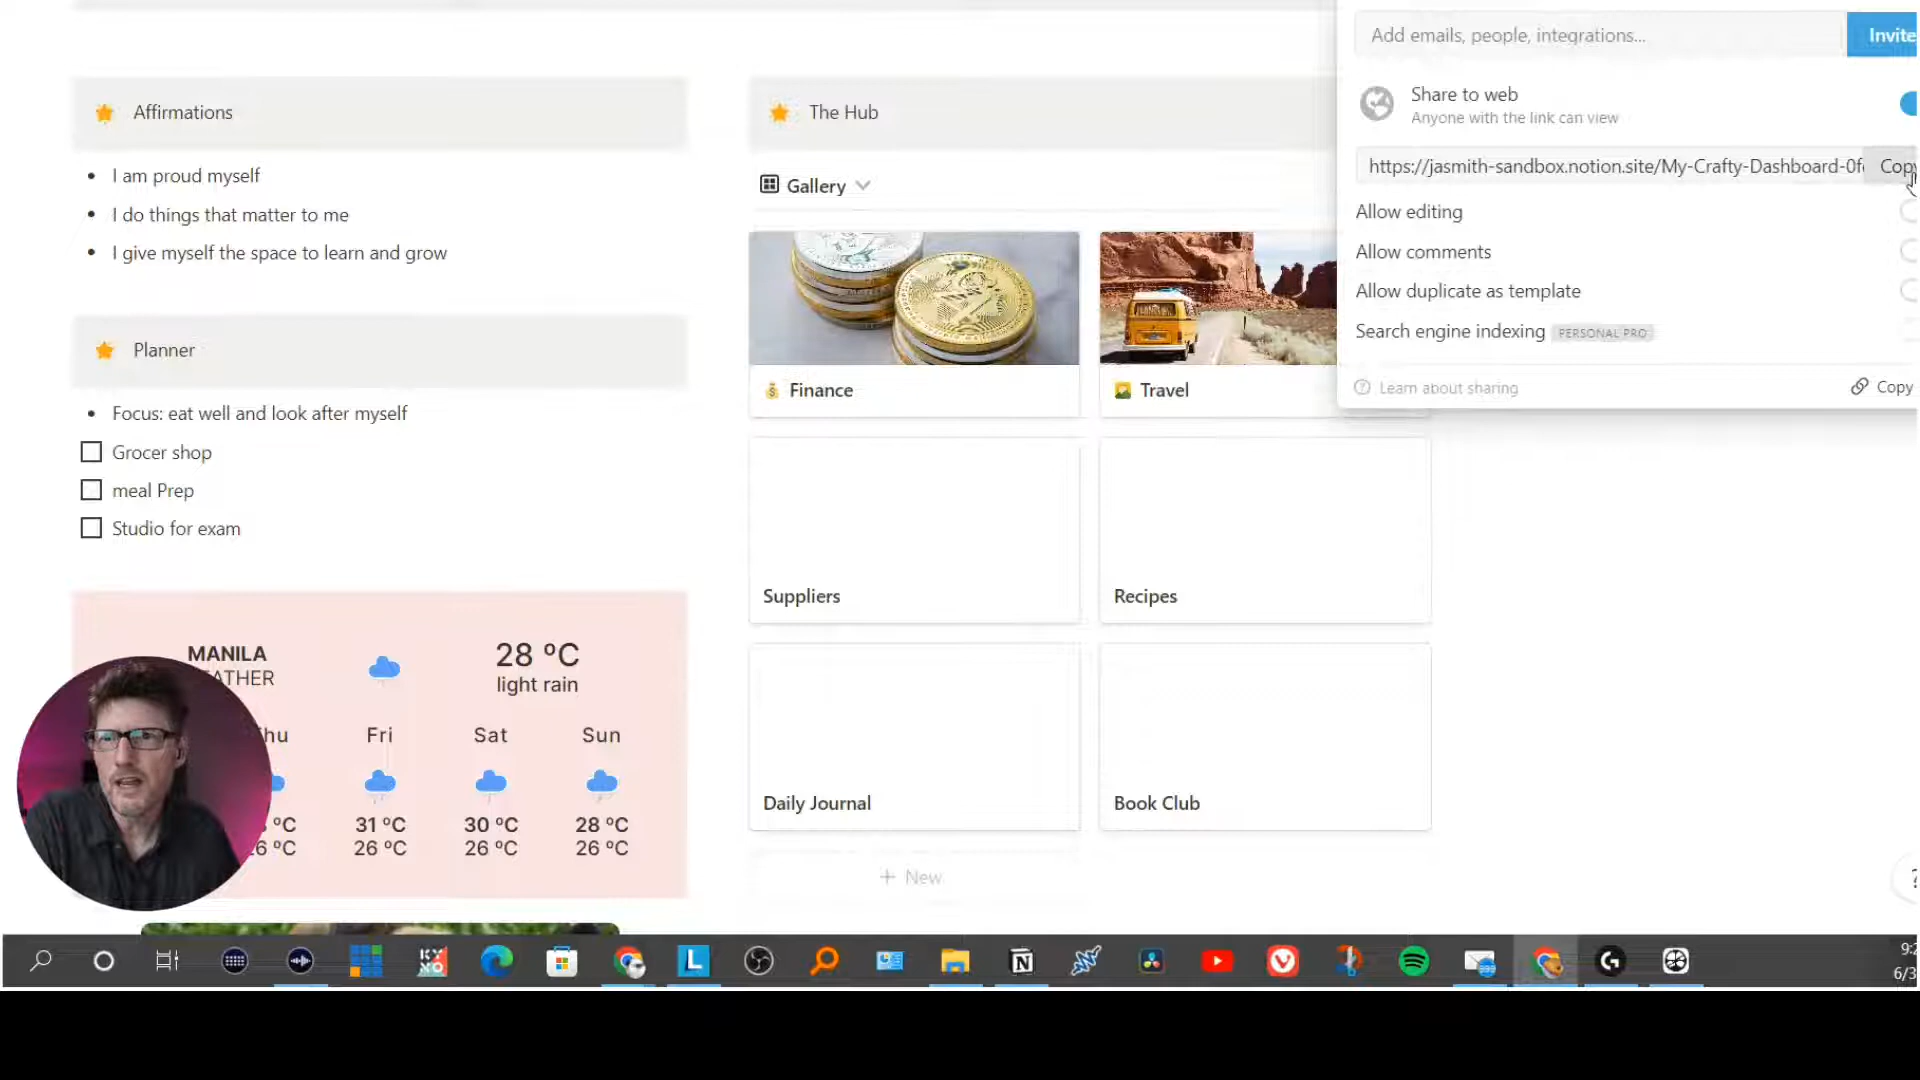 Affirmations
I am proud myself
I do things that matter to me
I give myself the space to learn and grow
Planner
Focus: eat well and look after myself
Grocer shop
meal Prep
Studio for exam
MANILA
28 °C
light rain
Fri
Sat
Sun
31 °C
30 °C
28 °C
26 °C
26 °C
26 °C
The Hub
Gallery
Finance
Travel
Suppliers
Recipes
Daily Journal
Book Club
+ New
Add emails, people, integrations...
Invite
Share to web
Anyone with the link can view
https://jasmith-sandbox.notion.site/My-Crafty-Dashboard-0f
Copy
Allow editing
Allow comments
Allow duplicate as template
Search engine indexing PERSONAL PRO
Learn about sharing
Copy